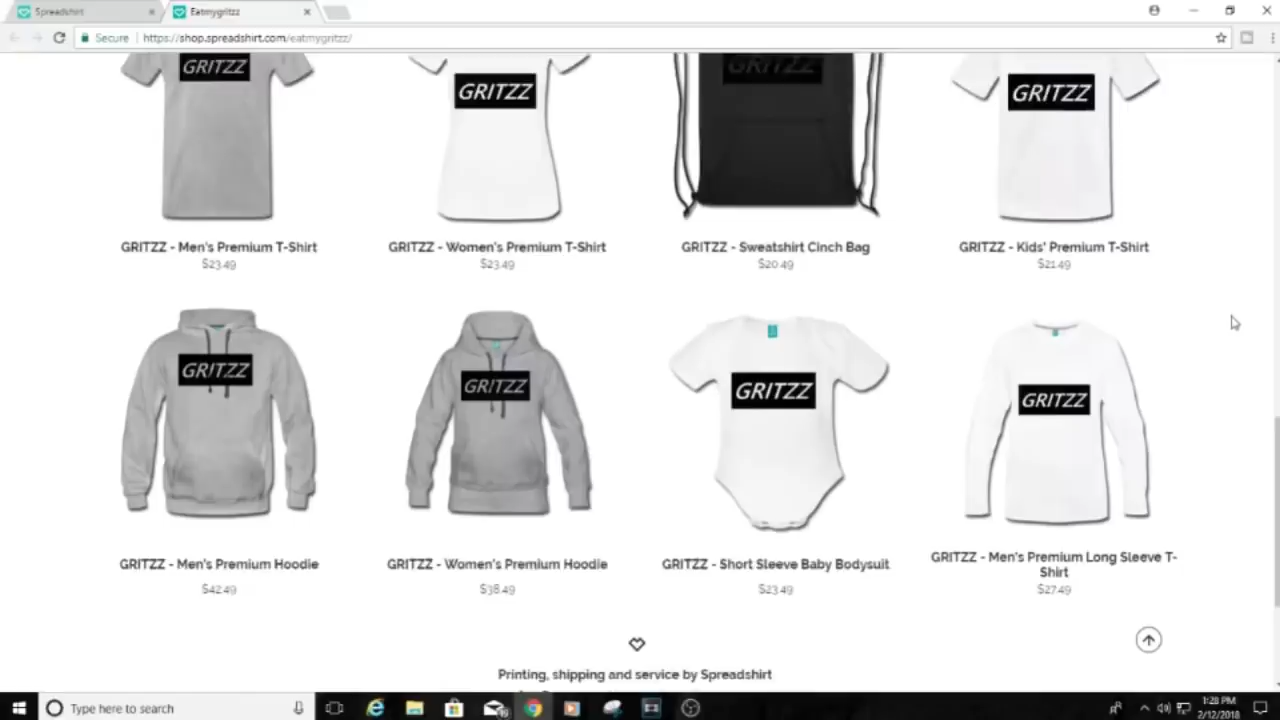 Spreadshirt
Eatmygritzz
Secure
https://shop.spreadshirt.com/eatmygritzz/
GRITZZ
GRITZZ
GRITZZ
GRITZZ
GRITZZ - Men's Premium T-Shirt
$23.49
GRITZZ - Women's Premium T-Shirt
$23.49
GRITZZ - Sweatshirt Cinch Bag
$20.49
GRITZZ - Kids' Premium T-Shirt
$21.49
GRITZZ
GRITZZ
GRITZZ
GRITZZ
GRITZZ - Men's Premium Hoodie
$42.49
GRITZZ - Women's Premium Hoodie
$38.49
GRITZZ - Short Sleeve Baby Bodysuit
$23.49
GRITZZ - Men's Premium Long Sleeve T-
Shirt
$27.49
Printing, shipping and service by Spreadshirt
Type here to search
1:28 PM
2/12/2018